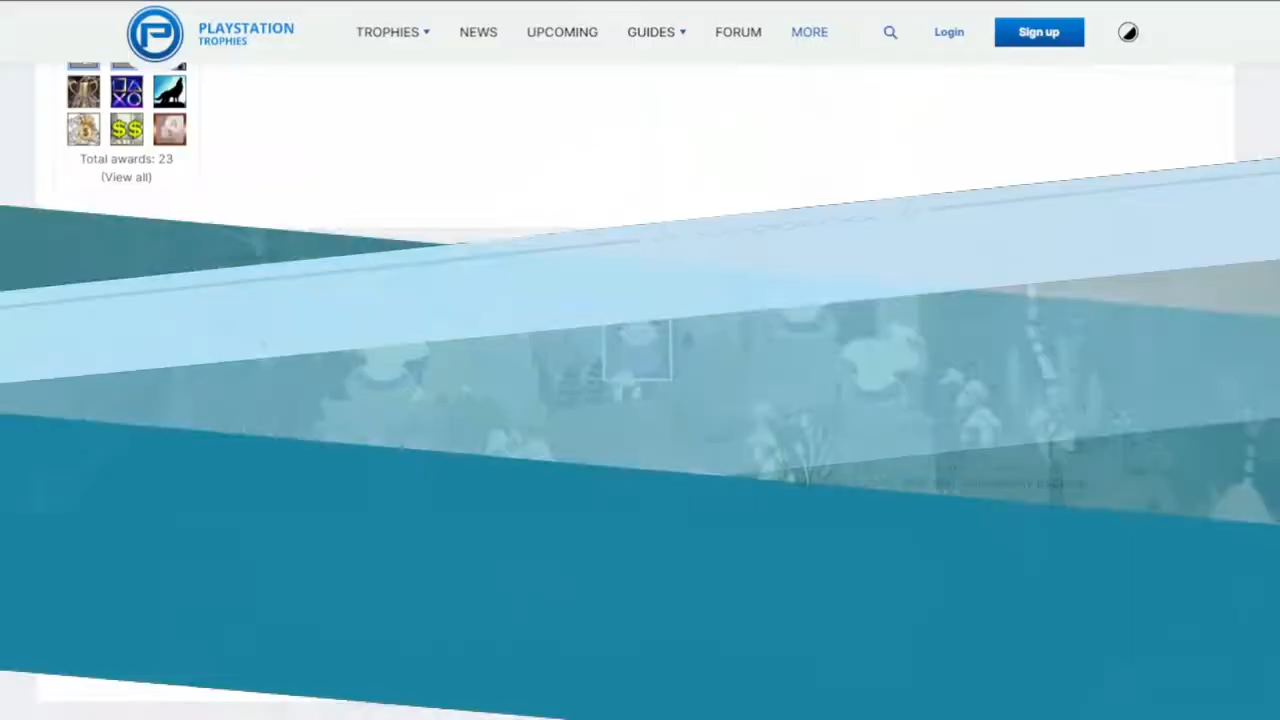 PLAYSTATION
TROPHIES
TROPHIES
NEWS
UPCOMING
GUIDES
FORUM
MORE
Login
Sign up
Total awards: 23
(View all)